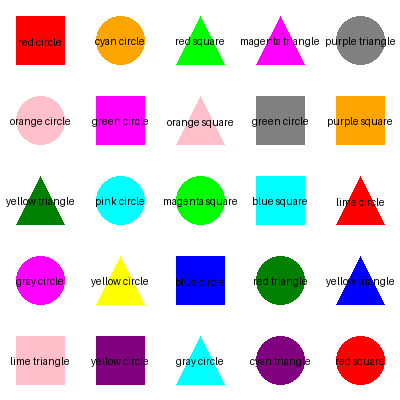 red circle cyan circle red square magenta triangle purple triangle
orange circle green circle orange square green circle purple square
yellow triangle pink circle magenta square blue square lime circle
gray circle yellow circle blue circle red triangle yellow triangle
lime triangle yellow circle gray circle cyan triangle red square